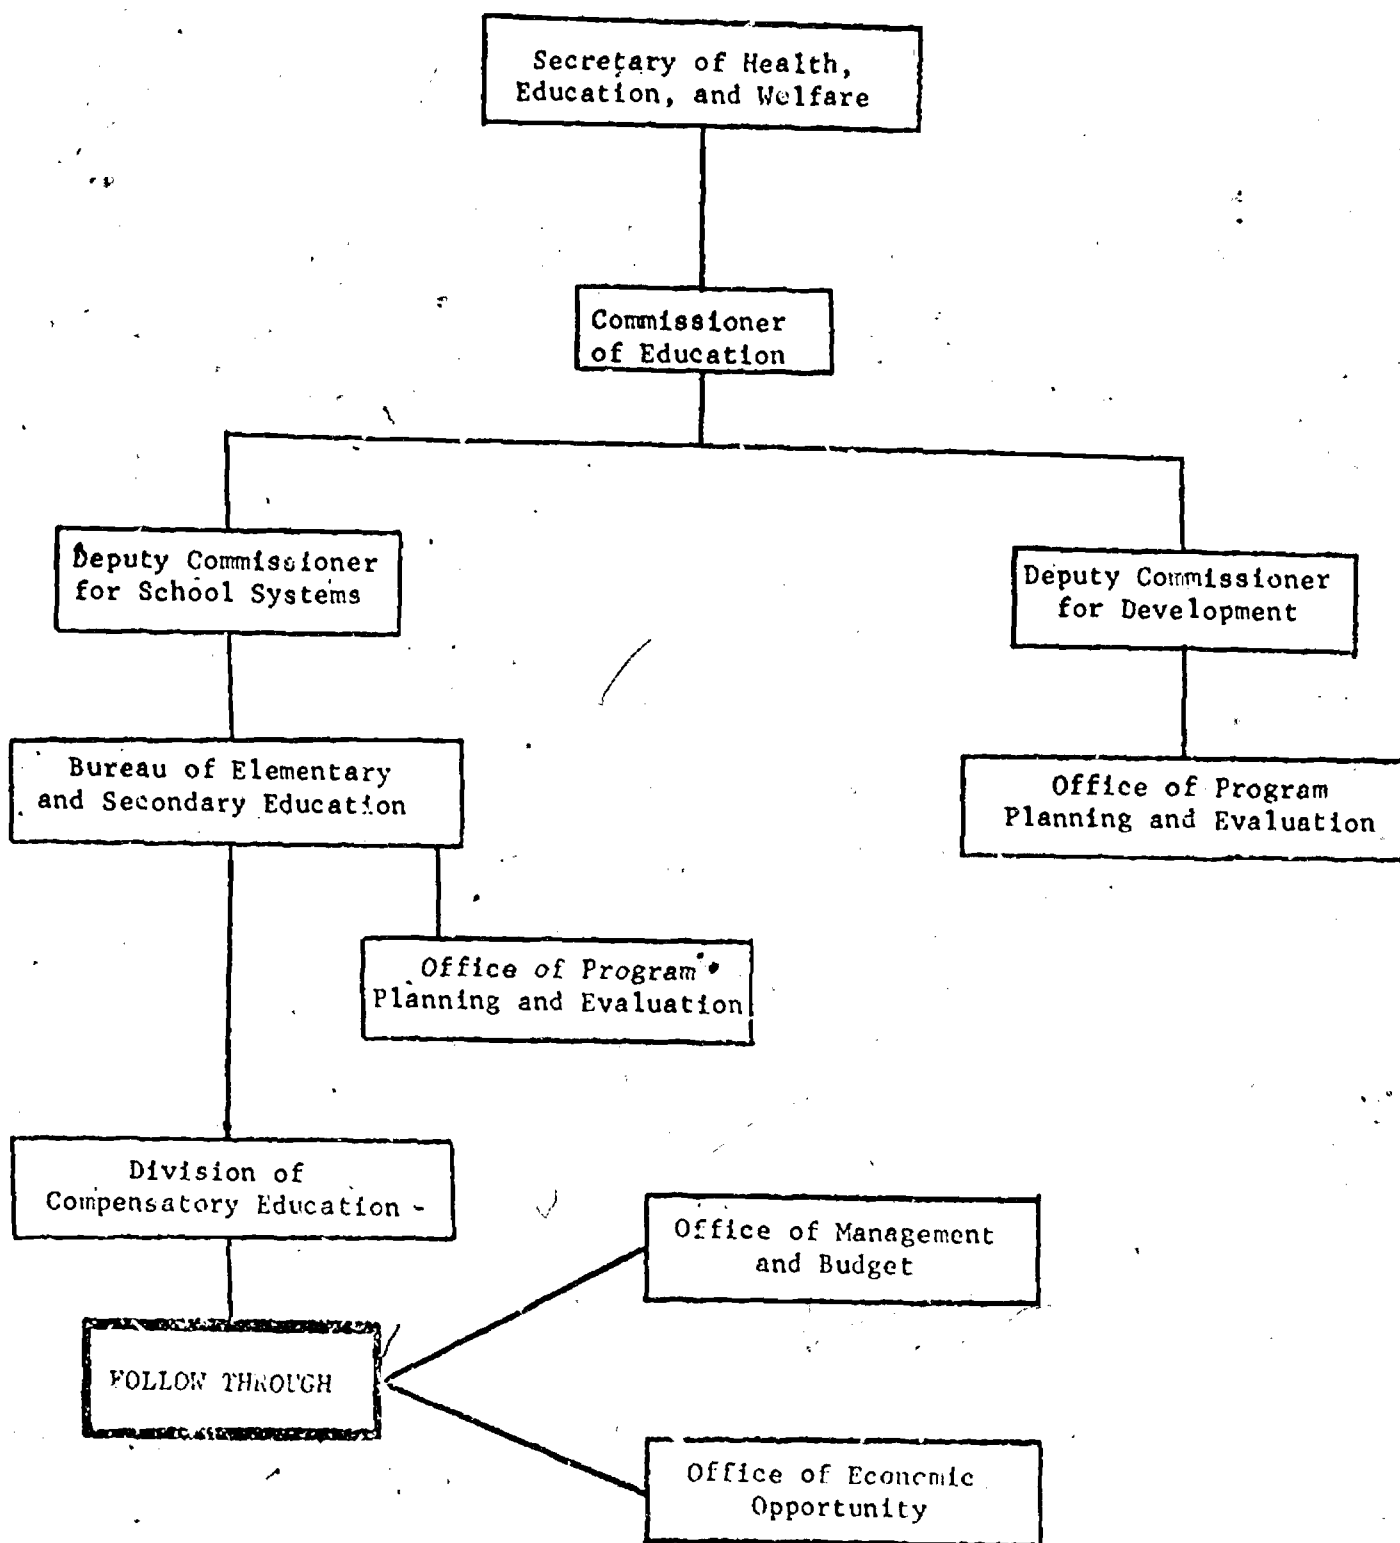 Secretary of Health,
Education, and Welfare
Commissioner
of Education
Deputy Commissioner
for School Systems
Deputy Commissioner
for Development
Bureau of Elementary
and Secondary Education
Office of Program
Planning and Evaluation
Office of Program
Planning and Evaluation
Division of
Compensatory Education -
Office of Management
and Budget
FOLLOW THROUGH
Office of Economic
Opportunity